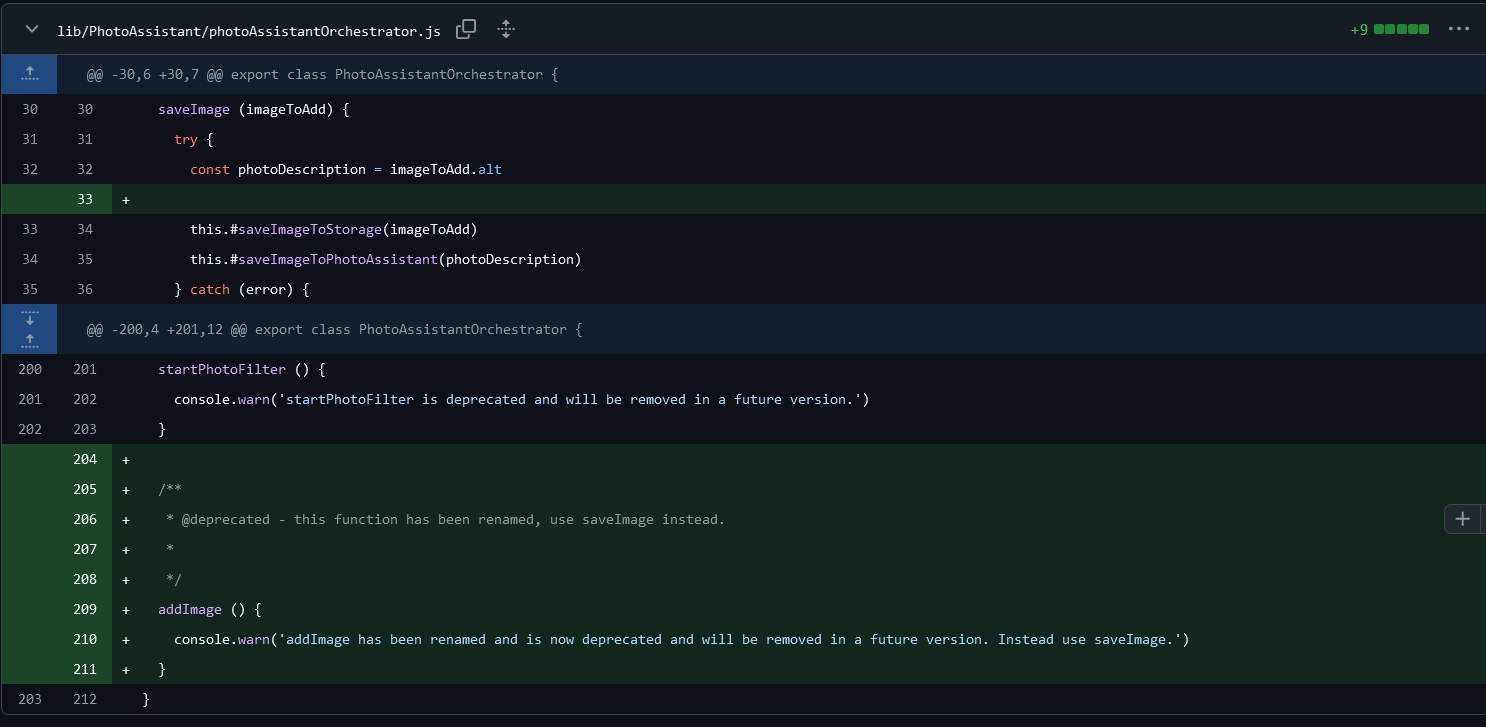 lib/PhotoAssistant/photoAssistantOrchestrator.js +9
@@ -30,6 +30,7 @@ export class PhotoAssistantOrchestrator {
30 30 saveImage (imageToAdd) {
31 31 try {
32 32 const photoDescription = imageToAdd.alt
33 +
33 34 this.#saveImageToStorage(imageToAdd)
34 35 this.#saveImageToPhotoAssistant(photoDescription)
35 36 } catch (error) {
@@ -200,4 +201,12 @@ export class PhotoAssistantOrchestrator {
200 201 startPhotoFilter () {
201 202 console.warn('startPhotoFilter is deprecated and will be removed in a future version.')
202 203 }
204 +
205 + /**
206 + * @deprecated - this function has been renamed, use saveImage instead.
207 + *
208 + */
209 + addImage () {
210 + console.warn('addImage has been renamed and is now deprecated and will be removed in a future version. Instead use saveImage.')
211 + }
203 212 }